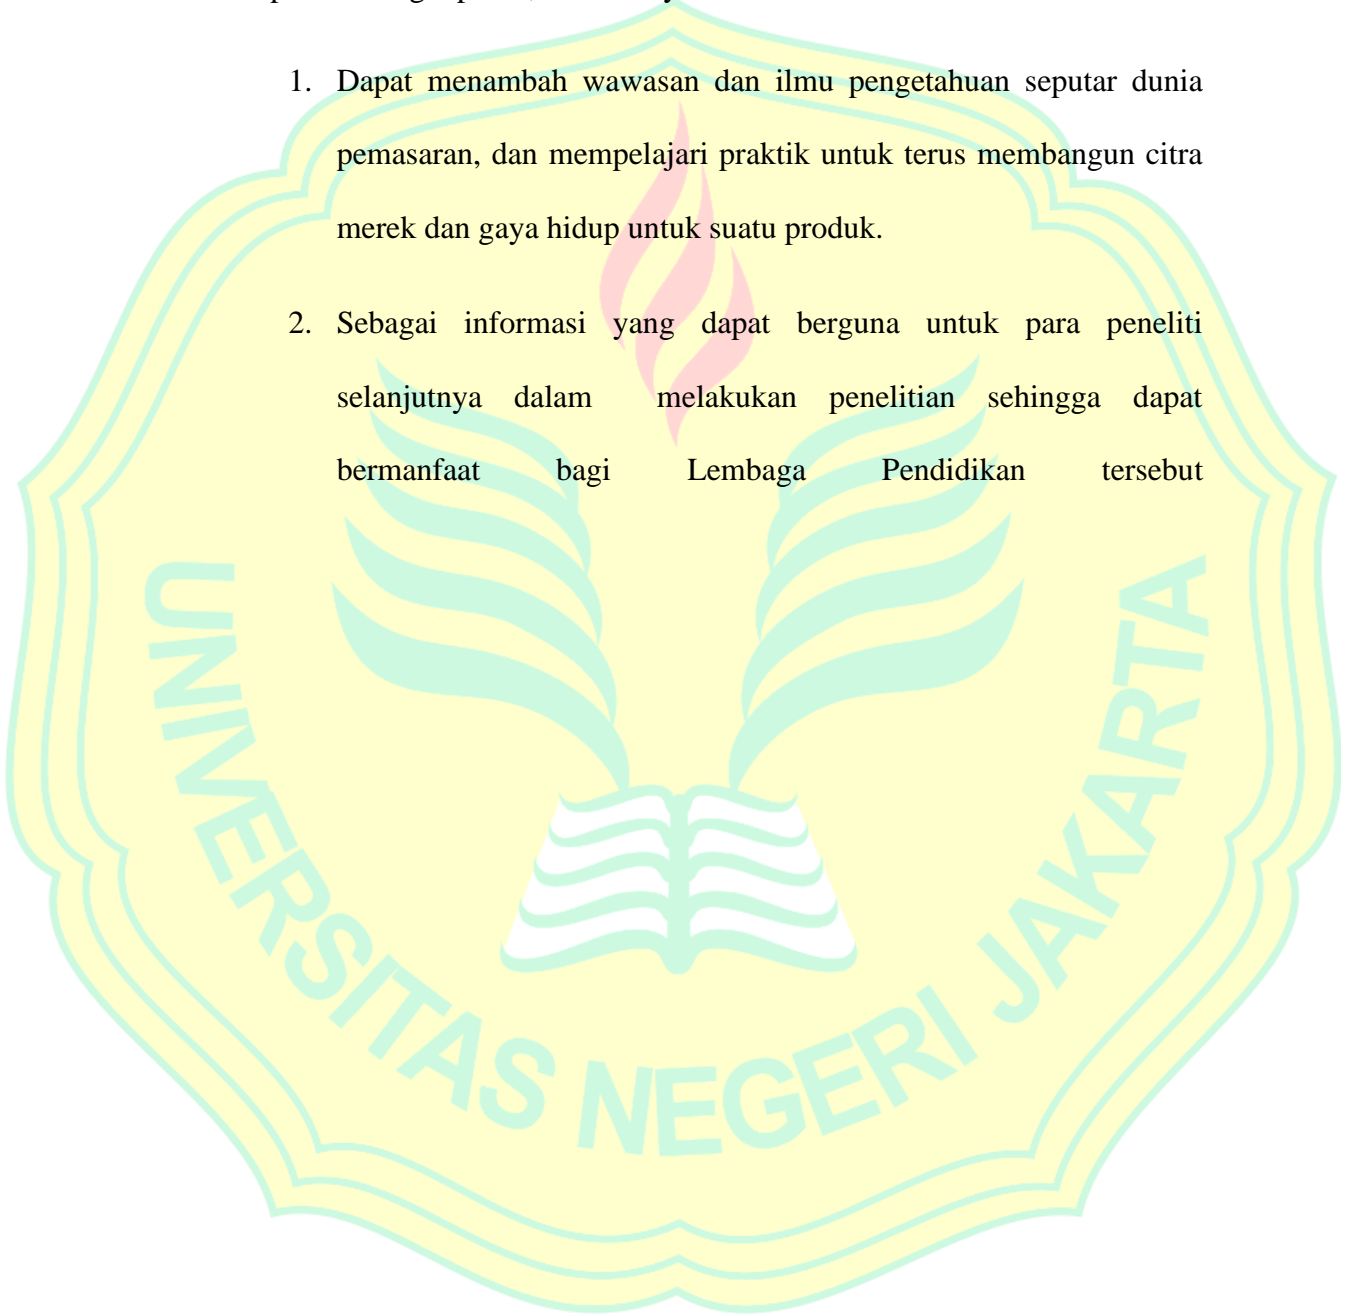 1. Dapat menambah wawasan dan ilmu pengetahuan seputar dunia
pemasaran, dan mempelajari praktik untuk terus membangun citra
merek dan gaya hidup untuk suatu produk.
2. Sebagai informasi yang dapat berguna untuk para peneliti
selanjutnya dalam melakukan penelitian sehingga dapat
bermanfaat bagi Lembaga Pendidikan tersebut
UNIVERSITAS NEGERI JAKARTA